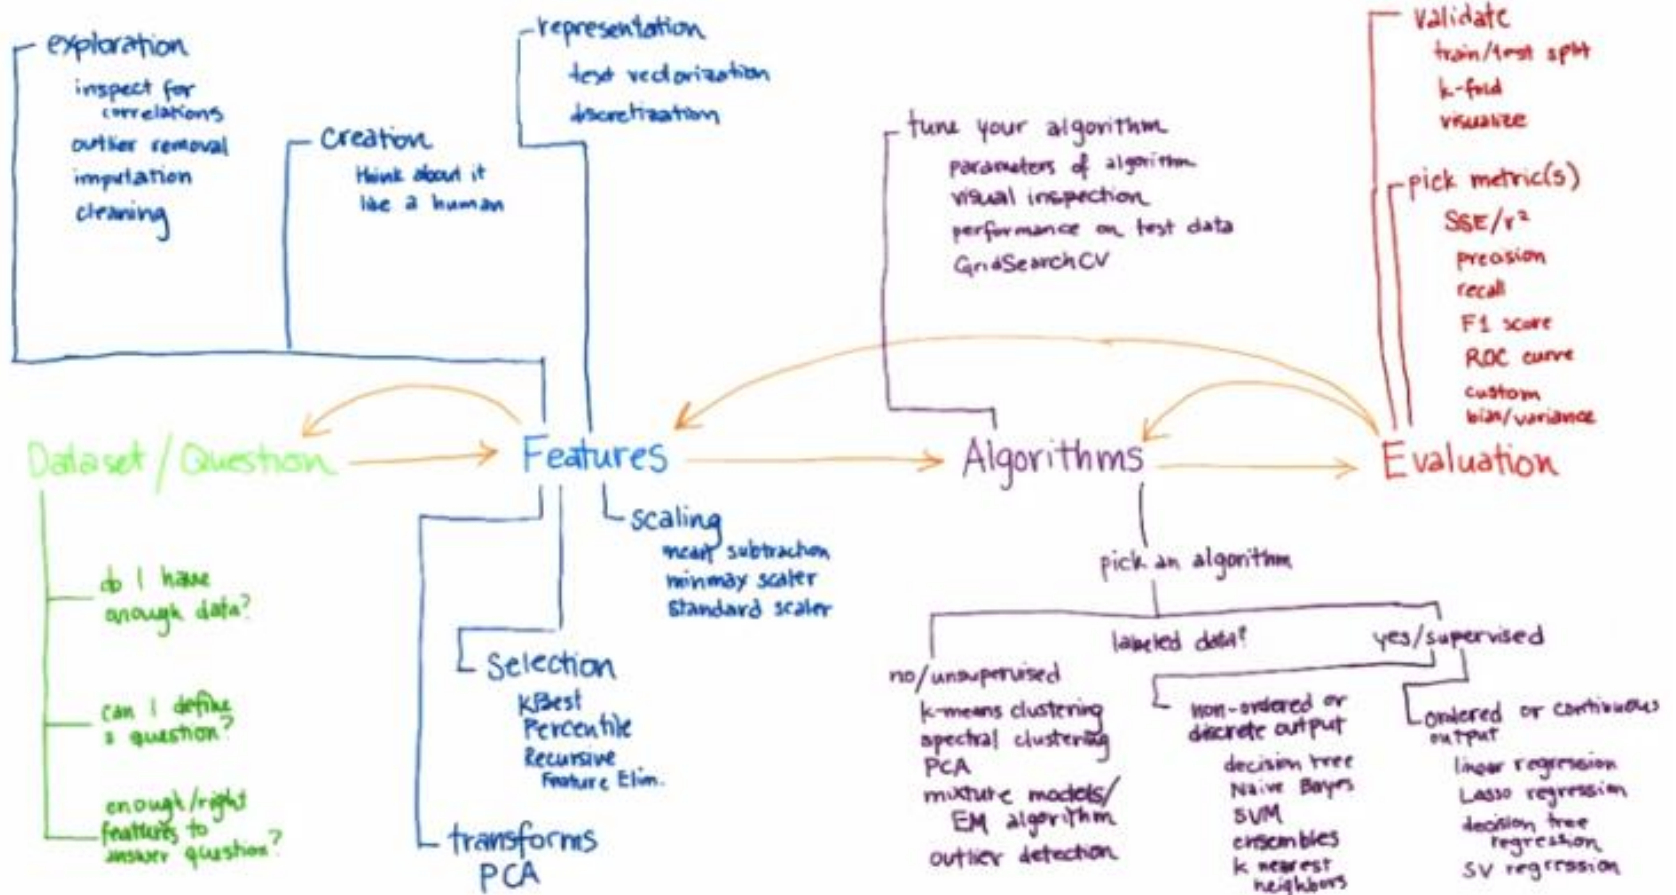 exploration
inspect for
correlations
outlier removal
imputation
cleaning
creation
think about it
like a human
representation
text vectorization
discretization
tune your algorithm
parameters of algorithm
visual inspection
performance on test data
GridSearchCV
validate
train/test split
k-fold
visualize
pick metric(s)
SSE/r²
precision
recall
F1 score
ROC curve
custom
bias/variance
Dataset/Question
Features
Algorithms
Evaluation
do I have
enough data?
can I define
a question?
enough/right
features to
answer question?
scaling
mean subtraction
minmax scaler
standard scaler
Selection
KBest
Percentile
Recursive
Feature Elim.
transforms
PCA
pick an algorithm
labeled data?
no/unsupervised
k-means clustering
spectral clustering
PCA
mixture models/
EM algorithm
outlier detection
yes/supervised
non-ordered or
discrete output
decision tree
Naive Bayes
SVM
ensembles
k nearest
neighbors
ordered or continuous
output
linear regression
Lasso regression
decision tree
regression
SV regression